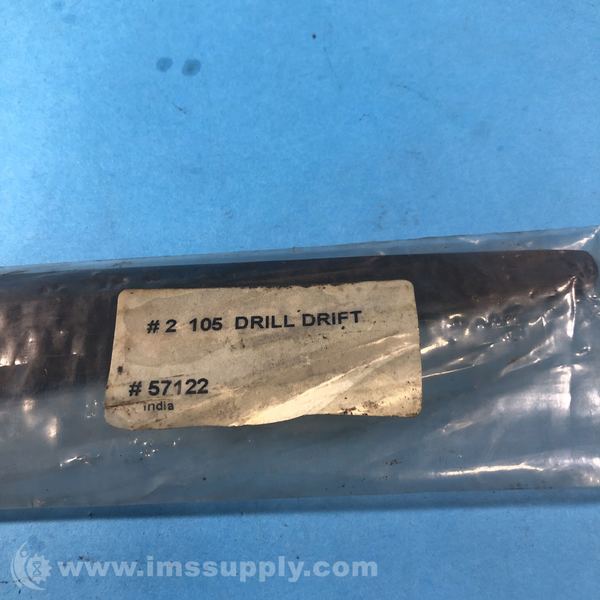 # 2 105 DRILL DRIFT
# 57122
india
www.imssupply.com